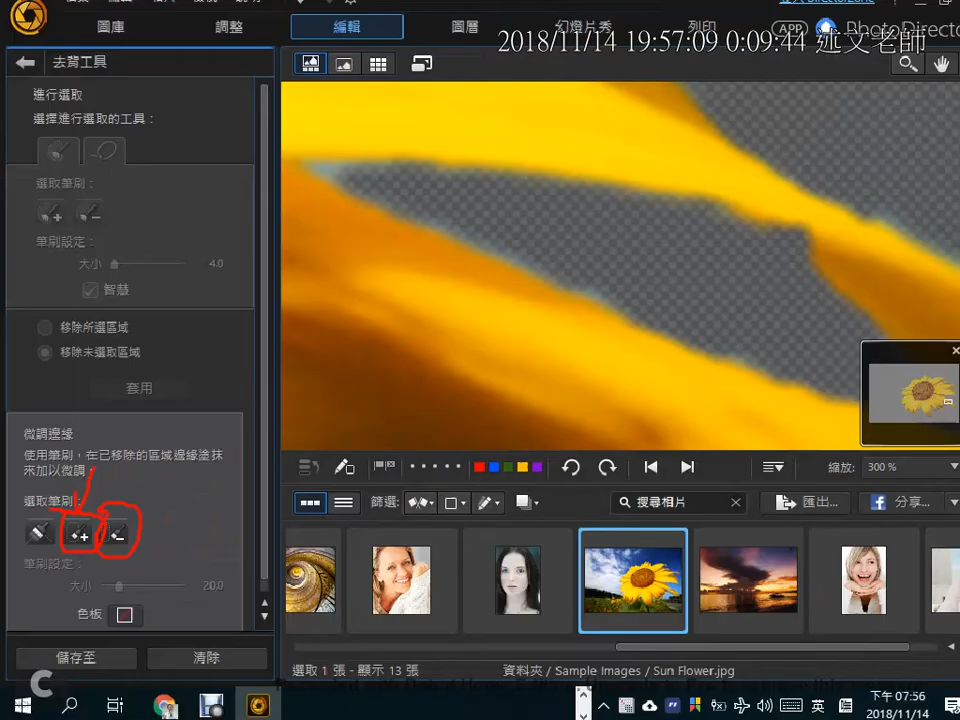 圖庫 調整 編輯 圖層 幻燈片秀 列印 APP PhotoDirecto
2018/11/14 19:57:09 0:09:44 述文老師
去背工具
進行選取
選擇進行選取的工具：
選取筆刷：
筆刷設定：
大小 4.0
智慧
移除所選區域
移除未選取區域
套用
微調邊緣
使用筆刷，在已移除的區域邊緣塗抹
來加以微調。
選取筆刷：
筆刷設定：
大小 20.0
色板
儲存至 清除
縮放: 300 %
篩選: 搜尋相片 匯出... 分享...
選取 1 張 - 顯示 13 張 資料夾 / Sample Images / Sun Flower.jpg
英
下午 07:56
2018/11/14